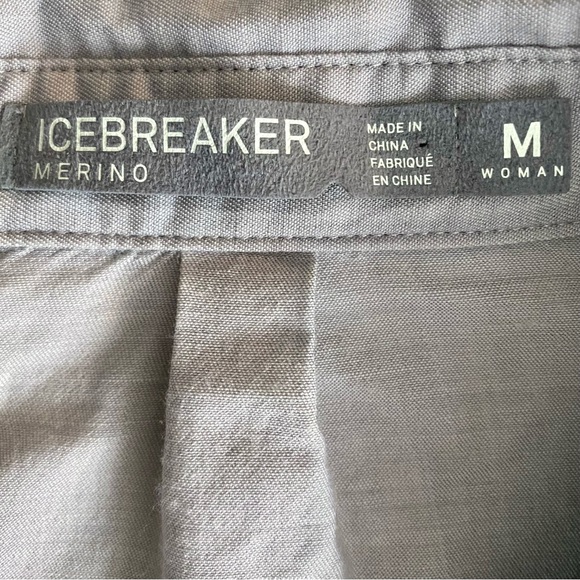 ICEBREAKER
MERINO
MADE IN
CHINA
FABRIQUÉ
EN CHINE
M
WOMAN